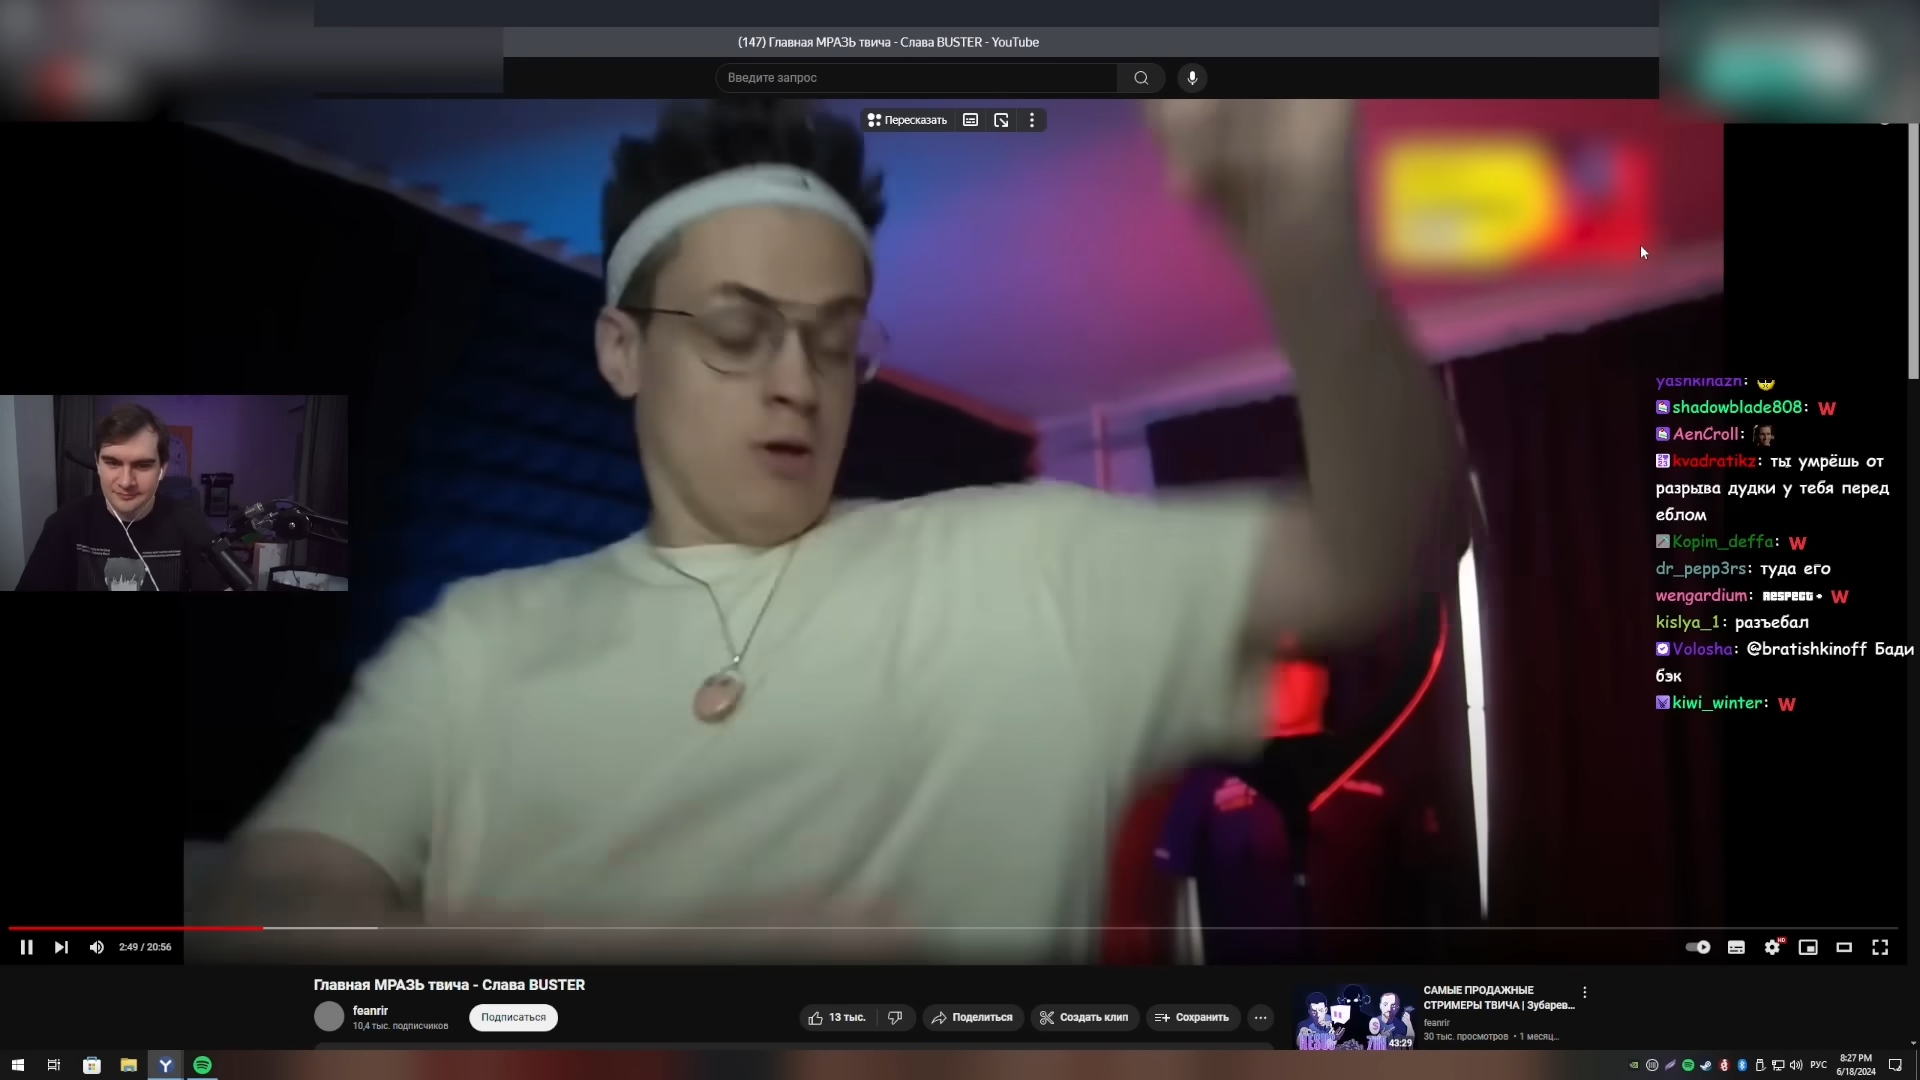 (147) Главная МРАЗЬ твича - Слава BUSTER - YouTube
Введите запрос
Пересказать
yashkinazh:
shadowblade808: W
AenCroll:
kvadratikz: ты умрёшь от
разрыва дудки у тебя перед
еблом
Kopim_deffa: W
dr_pepp3rs: туда его
wengardium: RESPECT+ W
kislya_1: разъебал
Volosha: @bratishkinoff Бади
бэк
kiwi_winter: W
2:49 / 20:56
HD
Главная МРАЗЬ твича - Слава BUSTER
feanrir
10,4 тыс. подписчиков
Подписаться
13 тыс.
Поделиться
Создать клип
Сохранить
САМЫЕ ПРОДАЖНЫЕ
СТРИМЕРЫ ТВИЧА | Зубарев...
feanrir
30 тыс. просмотров • 1 месяц...
43:29
РУС
8:27 PM
6/18/2024